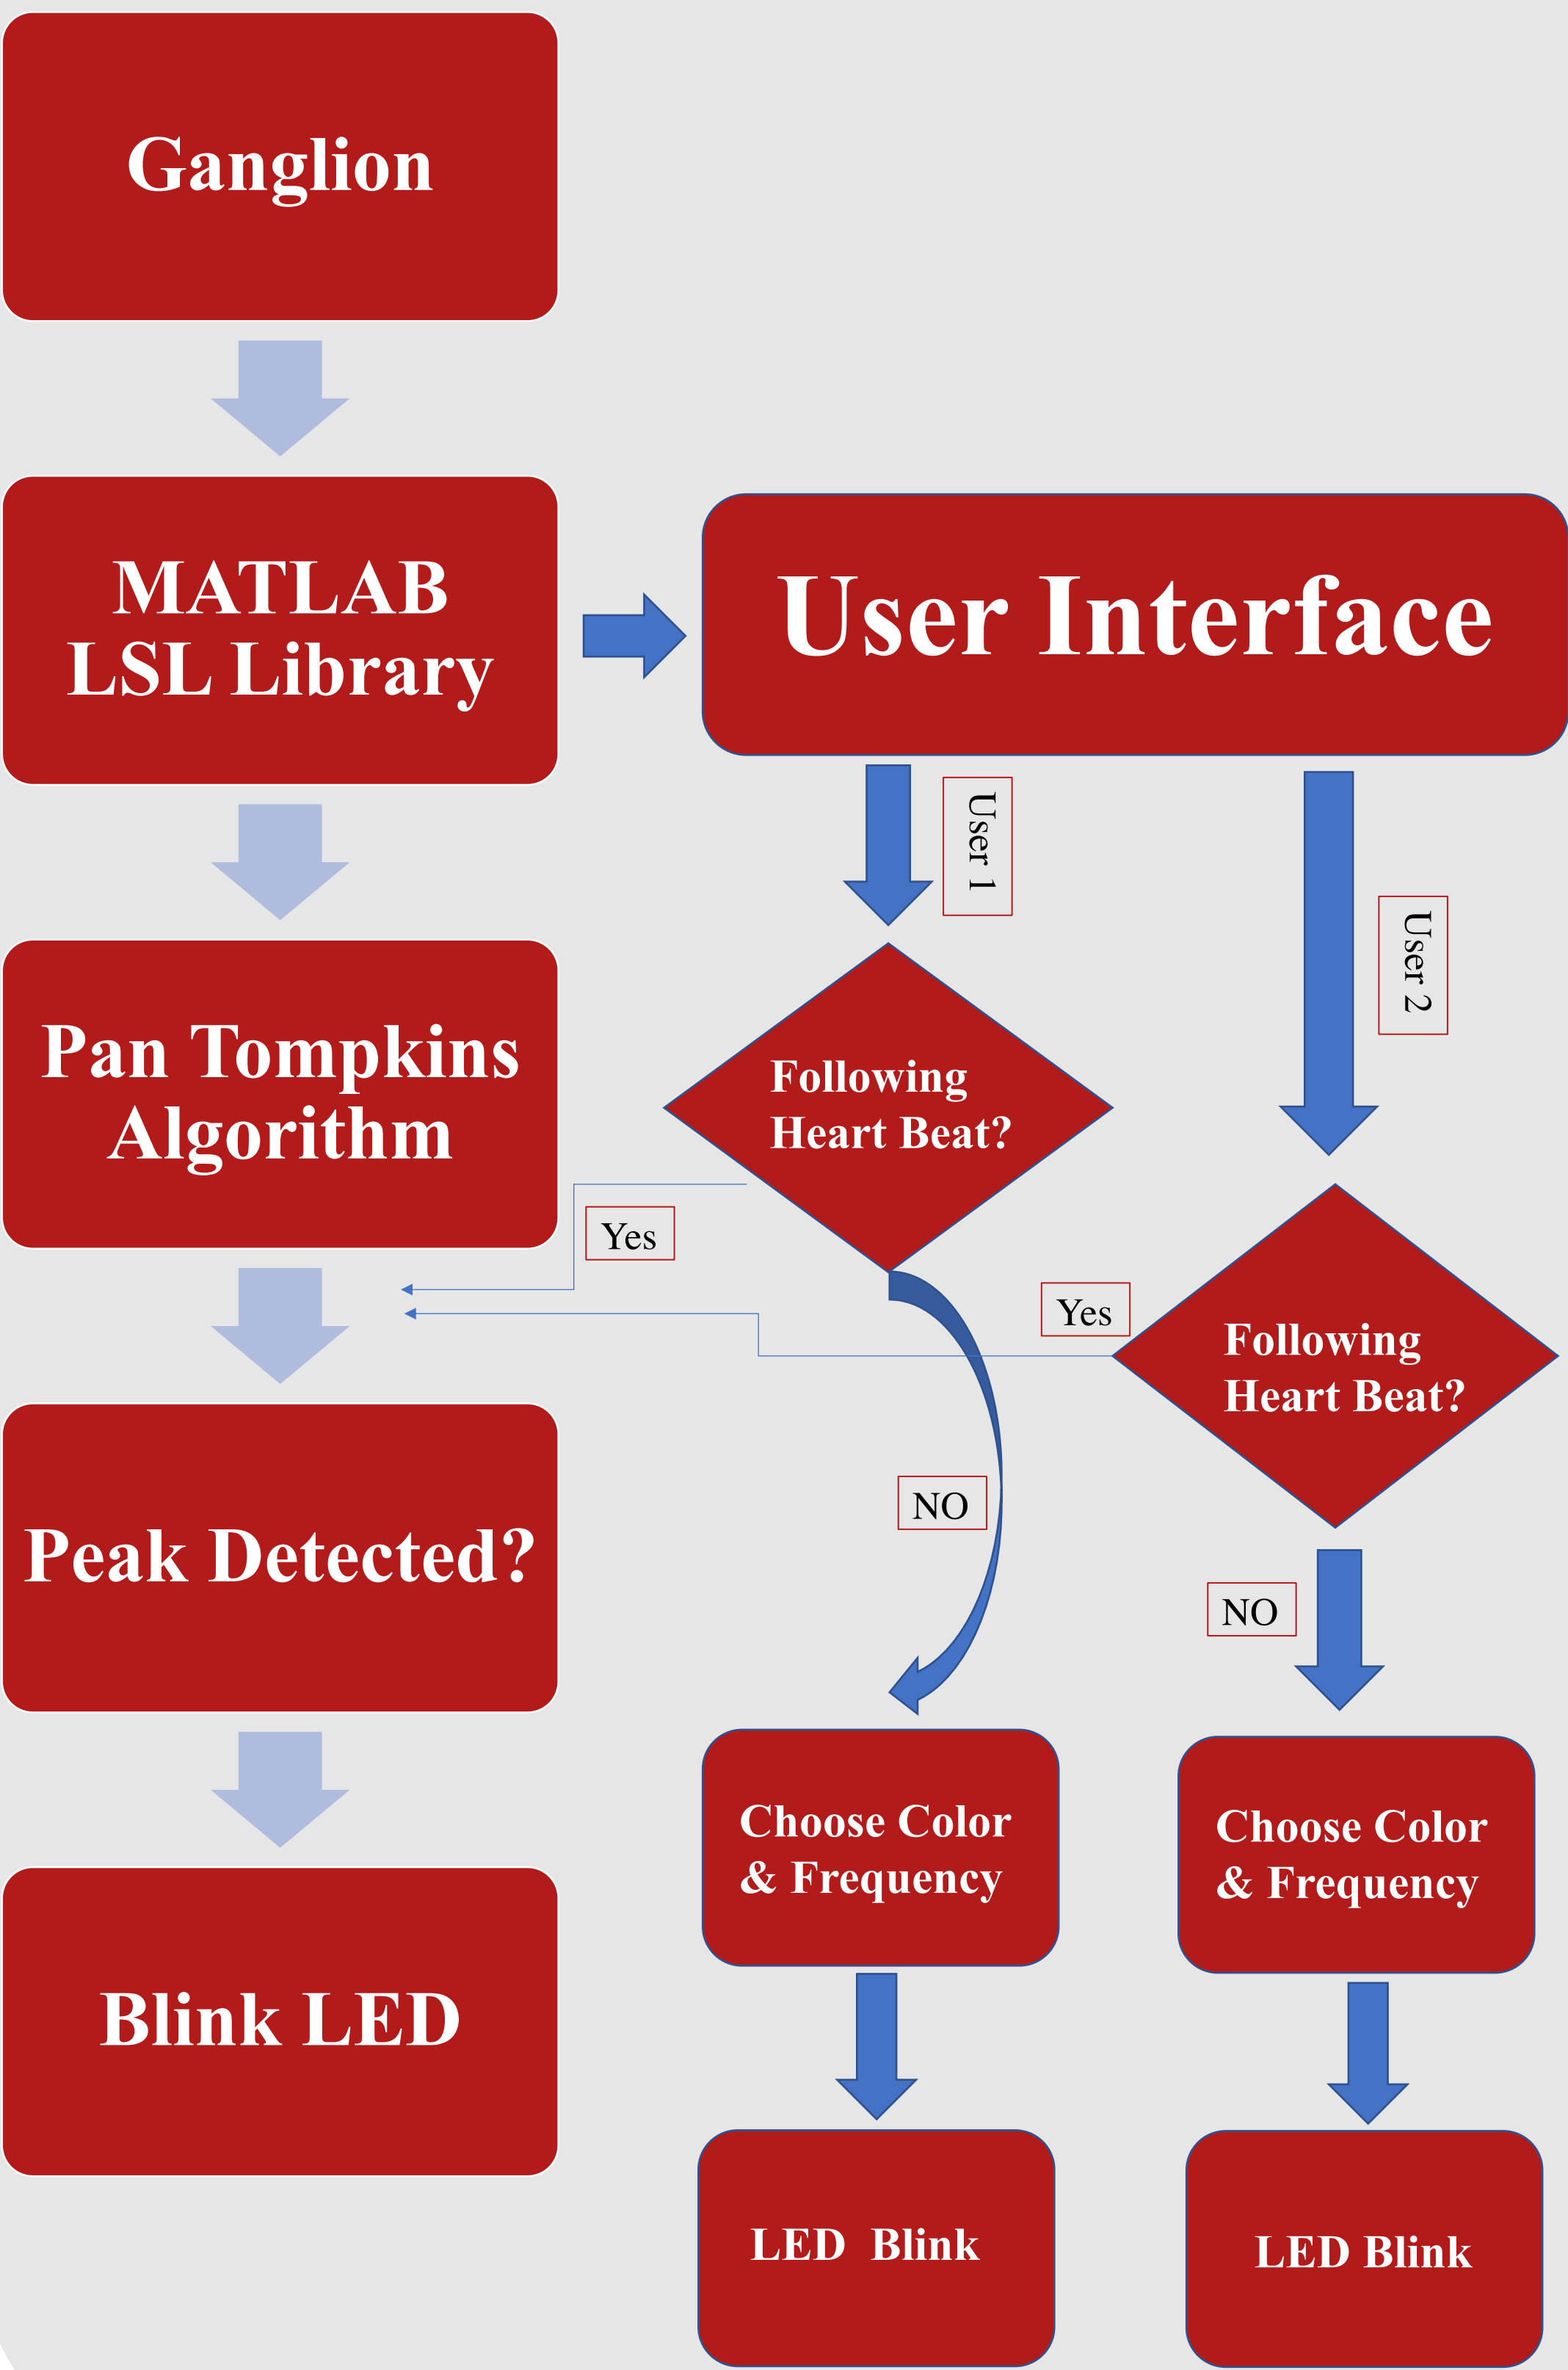 Ganglion
MATLAB
LSL Library
User Interface
User 1
User 2
Pan Tompkins
Algorithm
Following
Heart Beat?
Yes
Yes
Following
Heart Beat?
NO
Peak Detected?
NO
Choose Color
& Frequency
Choose Color
& Frequency
Blink LED
LED Blink
LED Blink